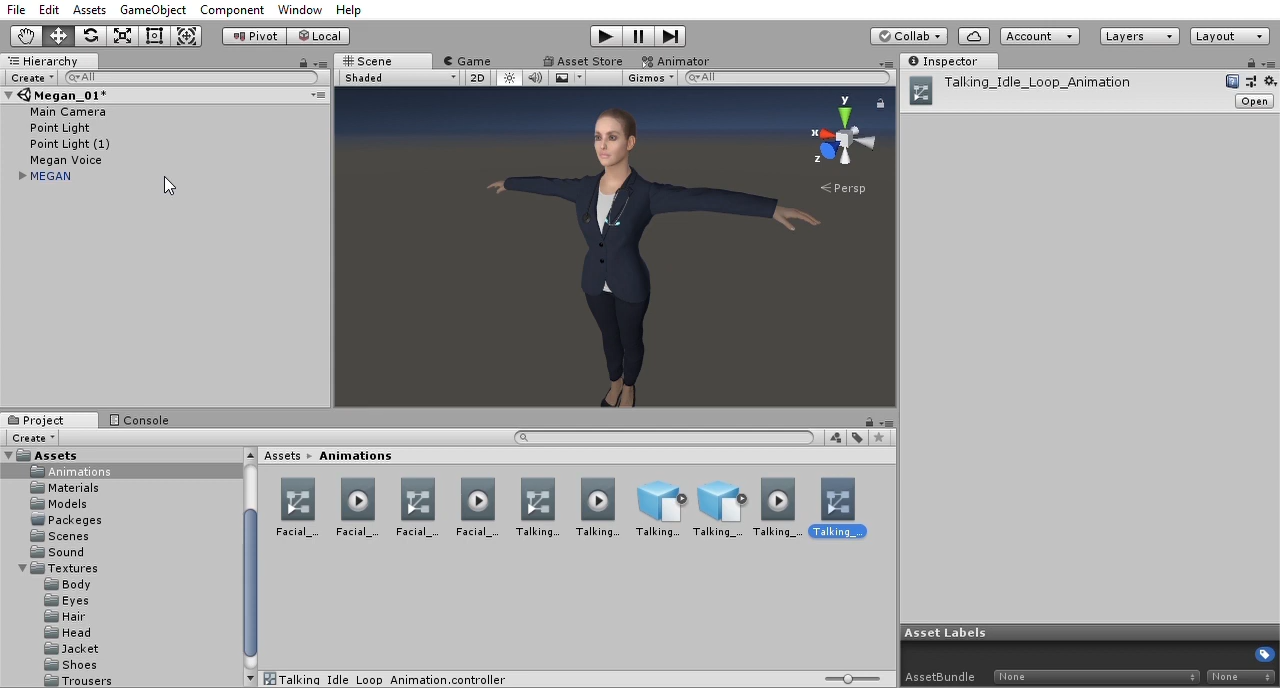 File Edit Assets GameObject Component Window Help
Pivot Local Collab Account Layers Layout
Hierarchy
Create All
Megan_01*
Main Camera
Point Light
Point Light (1)
Megan Voice
MEGAN
Scene Game Asset Store Animator
Shaded 2D Gizmos All
y
x
z
Persp
Inspector
Talking_Idle_Loop_Animation
Open
Project Console
Create
Assets
Animations
Materials
Models
Packeges
Scenes
Sound
Textures
Body
Eyes
Hair
Head
Jacket
Shoes
Trousers
Assets Animations
Facial_... Facial_... Facial_... Facial_... Talking... Talking... Talking... Talking_... Talking_... Talking_...
Talking_Idle_Loop_Animation.controller
Asset Labels
AssetBundle None None